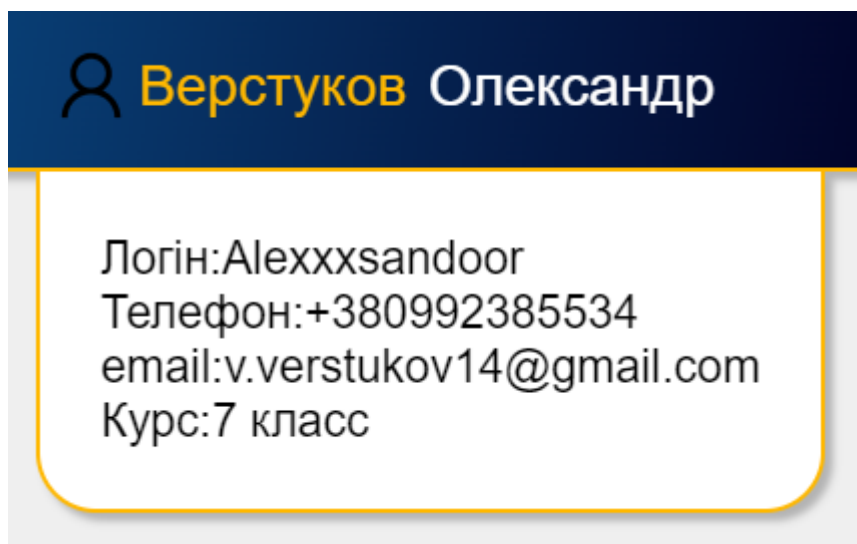 Верстуков Олександр
Логін:Alexxxsandoor
Телефон:+380992385534
email:v.verstukov14@gmail.com
Курс:7 класс